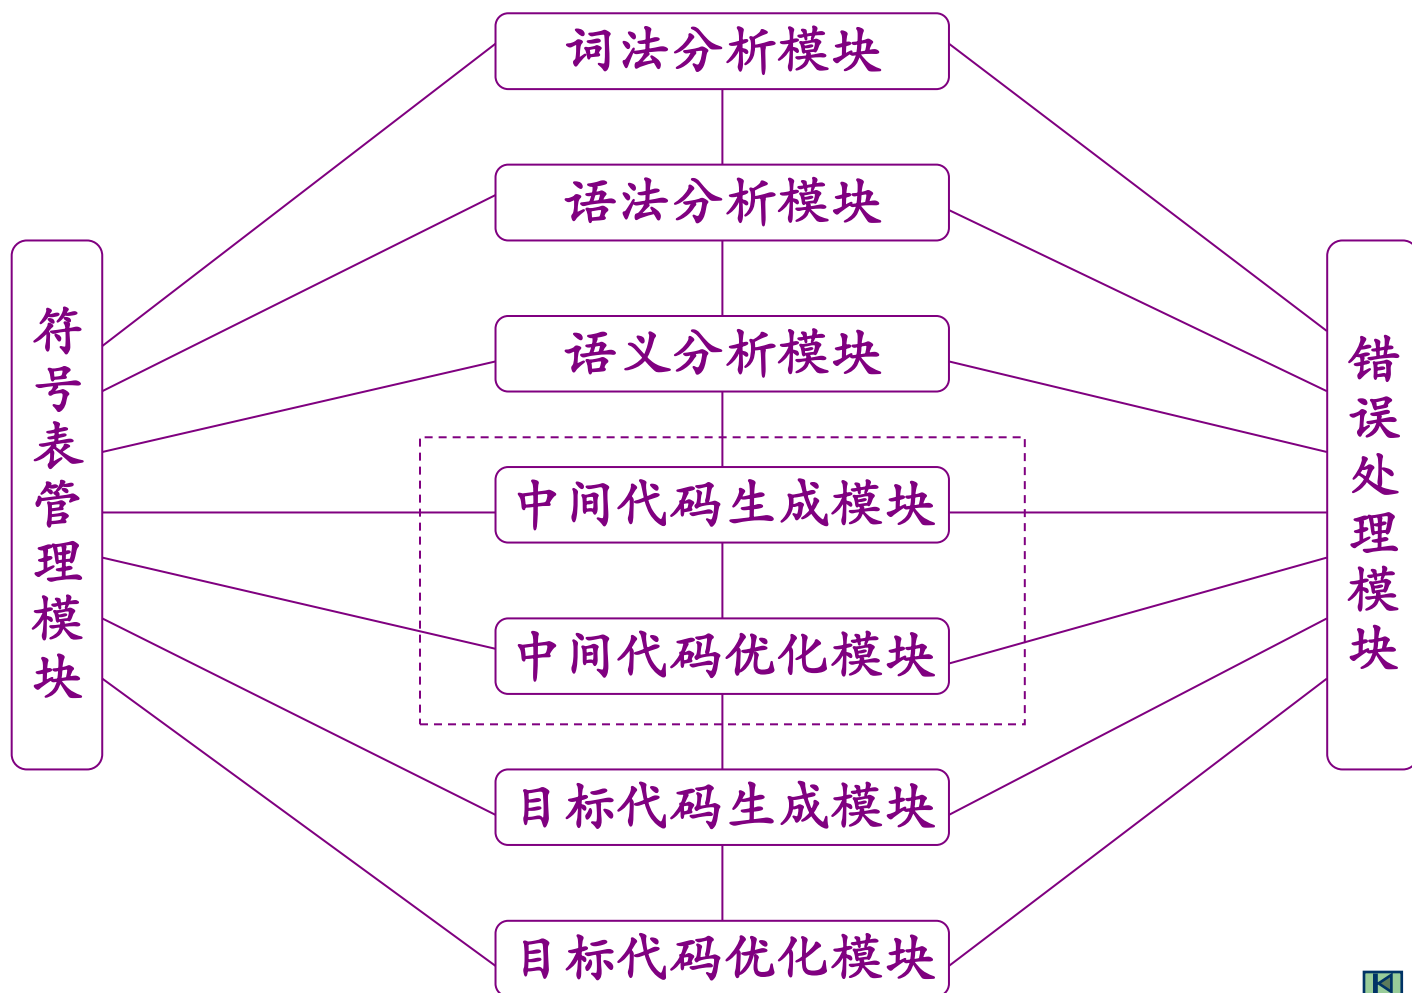 词法分析模块
语法分析模块
语义分析模块
中间代码生成模块
中间代码优化模块
目标代码生成模块
目标代码优化模块
符号表管理模块
错误处理模块